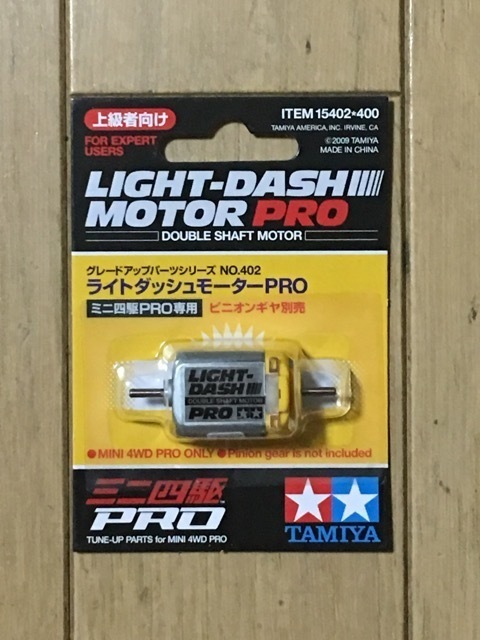 上級者向け
FOR EXPERT
USERS
ITEM 15402*400
TAMIYA AMERICA, INC. IRVINE, CA
©2009 TAMIYA
MADE IN CHINA
LIGHT-DASH
MOTOR PRO
DOUBLE SHAFT MOTOR
グレードアップパーツシリーズ NO.402
ライトダッシュモーターPRO
ミニ四駆PRO専用 ピニオンギヤ別売
LIGHT-
DASH
DOUBLE SHAFT MOTOR
PRO
●MINI 4WD PRO ONLY ●Pinion gear is not included
ミニ四駆
PRO
TUNE-UP PARTS for MINI 4WD PRO
TAMIYA